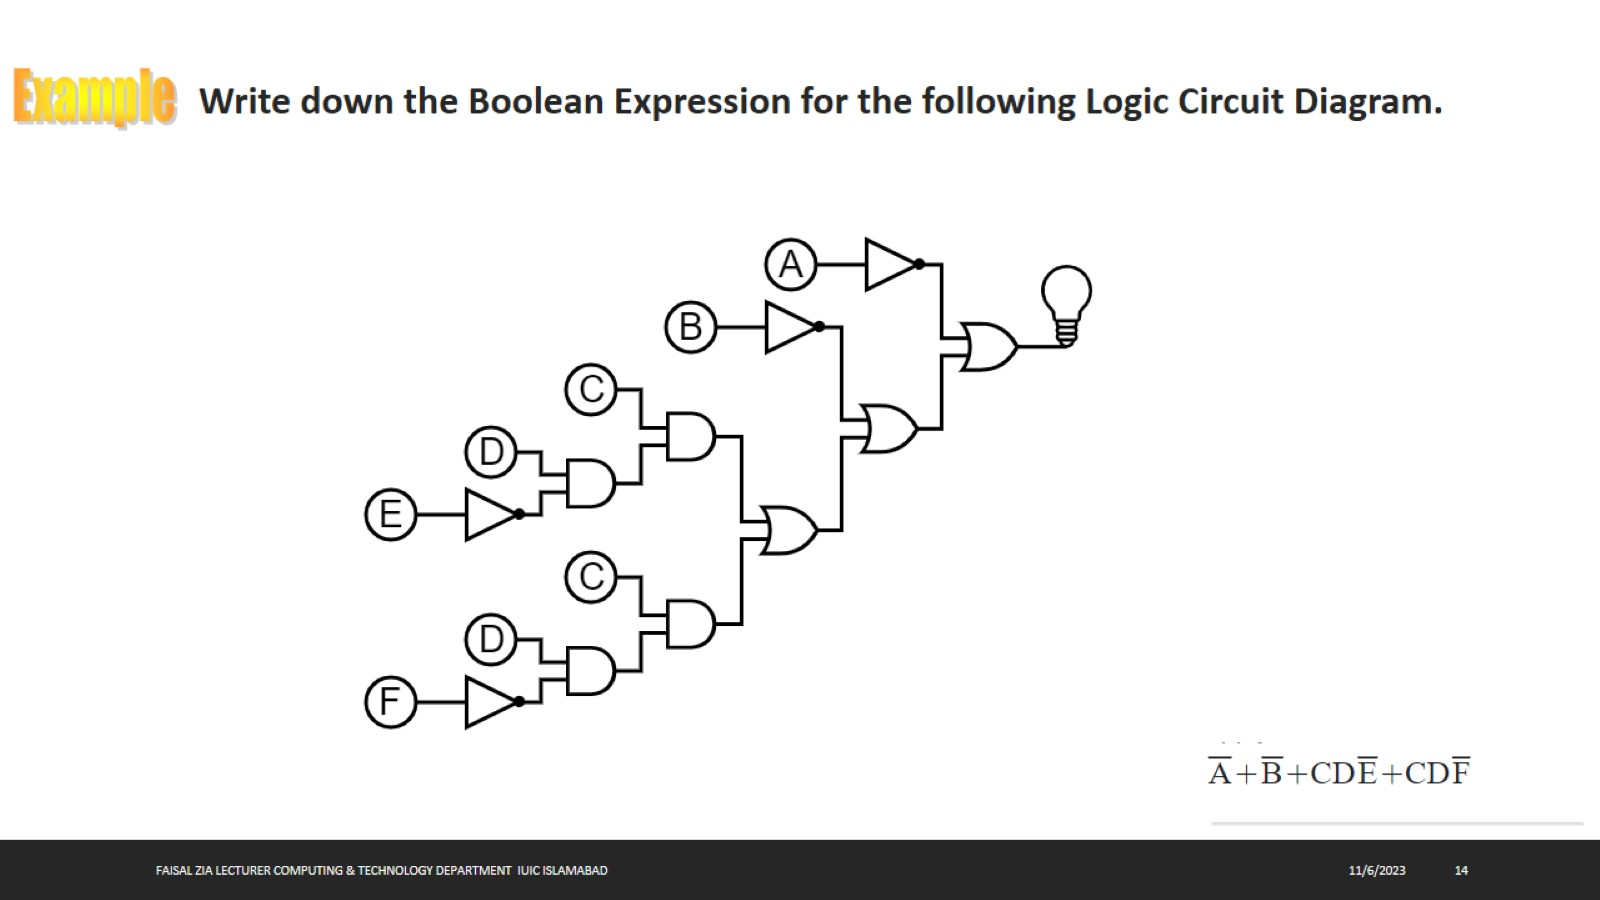 Example Write down the Boolean Expression for the following Logic Circuit Diagram.
A
B
C
D
E
C
D
F
A̅+B̅+CDE̅+CDF̅
FAISAL ZIA LECTURER COMPUTING & TECHNOLOGY DEPARTMENT IUIC ISLAMABAD 11/6/2023 14